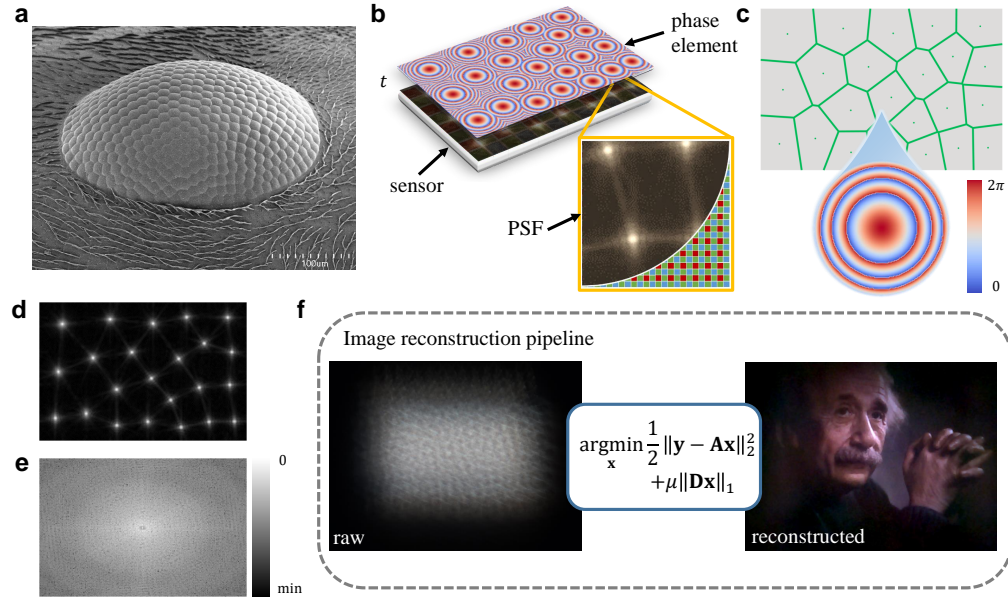 a
100um
b
phase
element
t
sensor
PSF
c
2π
0
d
e
0
min
f
Image reconstruction pipeline
raw
argmin 1/2 ‖y − Ax‖₂²
x
+μ‖Dx‖₁
reconstructed